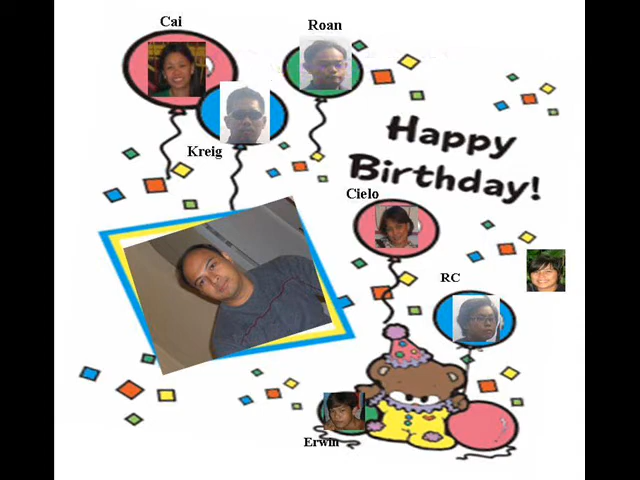 Cai
Roan
Kreig
Happy
Birthday!
Cielo
RC
Erwin